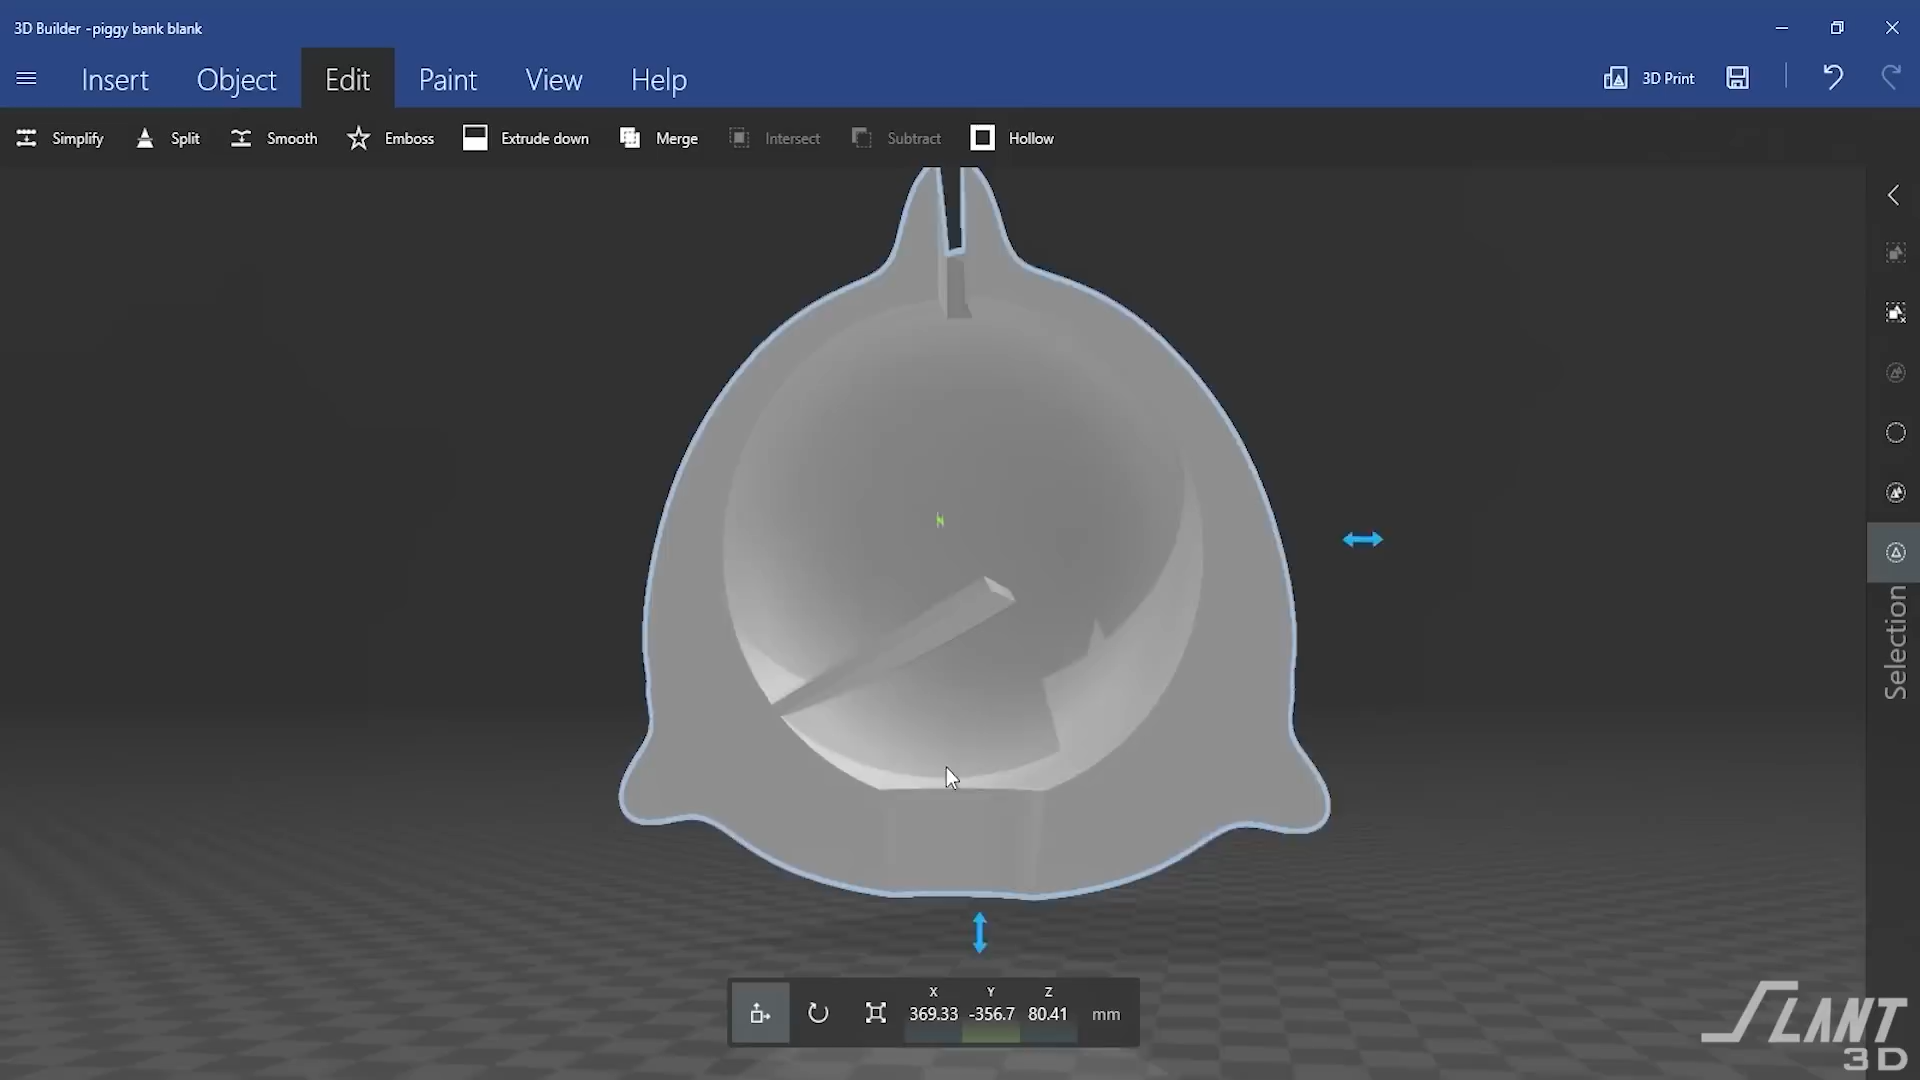 3D Builder -piggy bank blank
Insert Object Edit Paint View Help
3D Print
Simplify Split Smooth Emboss Extrude down Merge Intersect Subtract Hollow
Selection
X Y Z
369.33 -356.7 80.41 mm
SLANT
3D